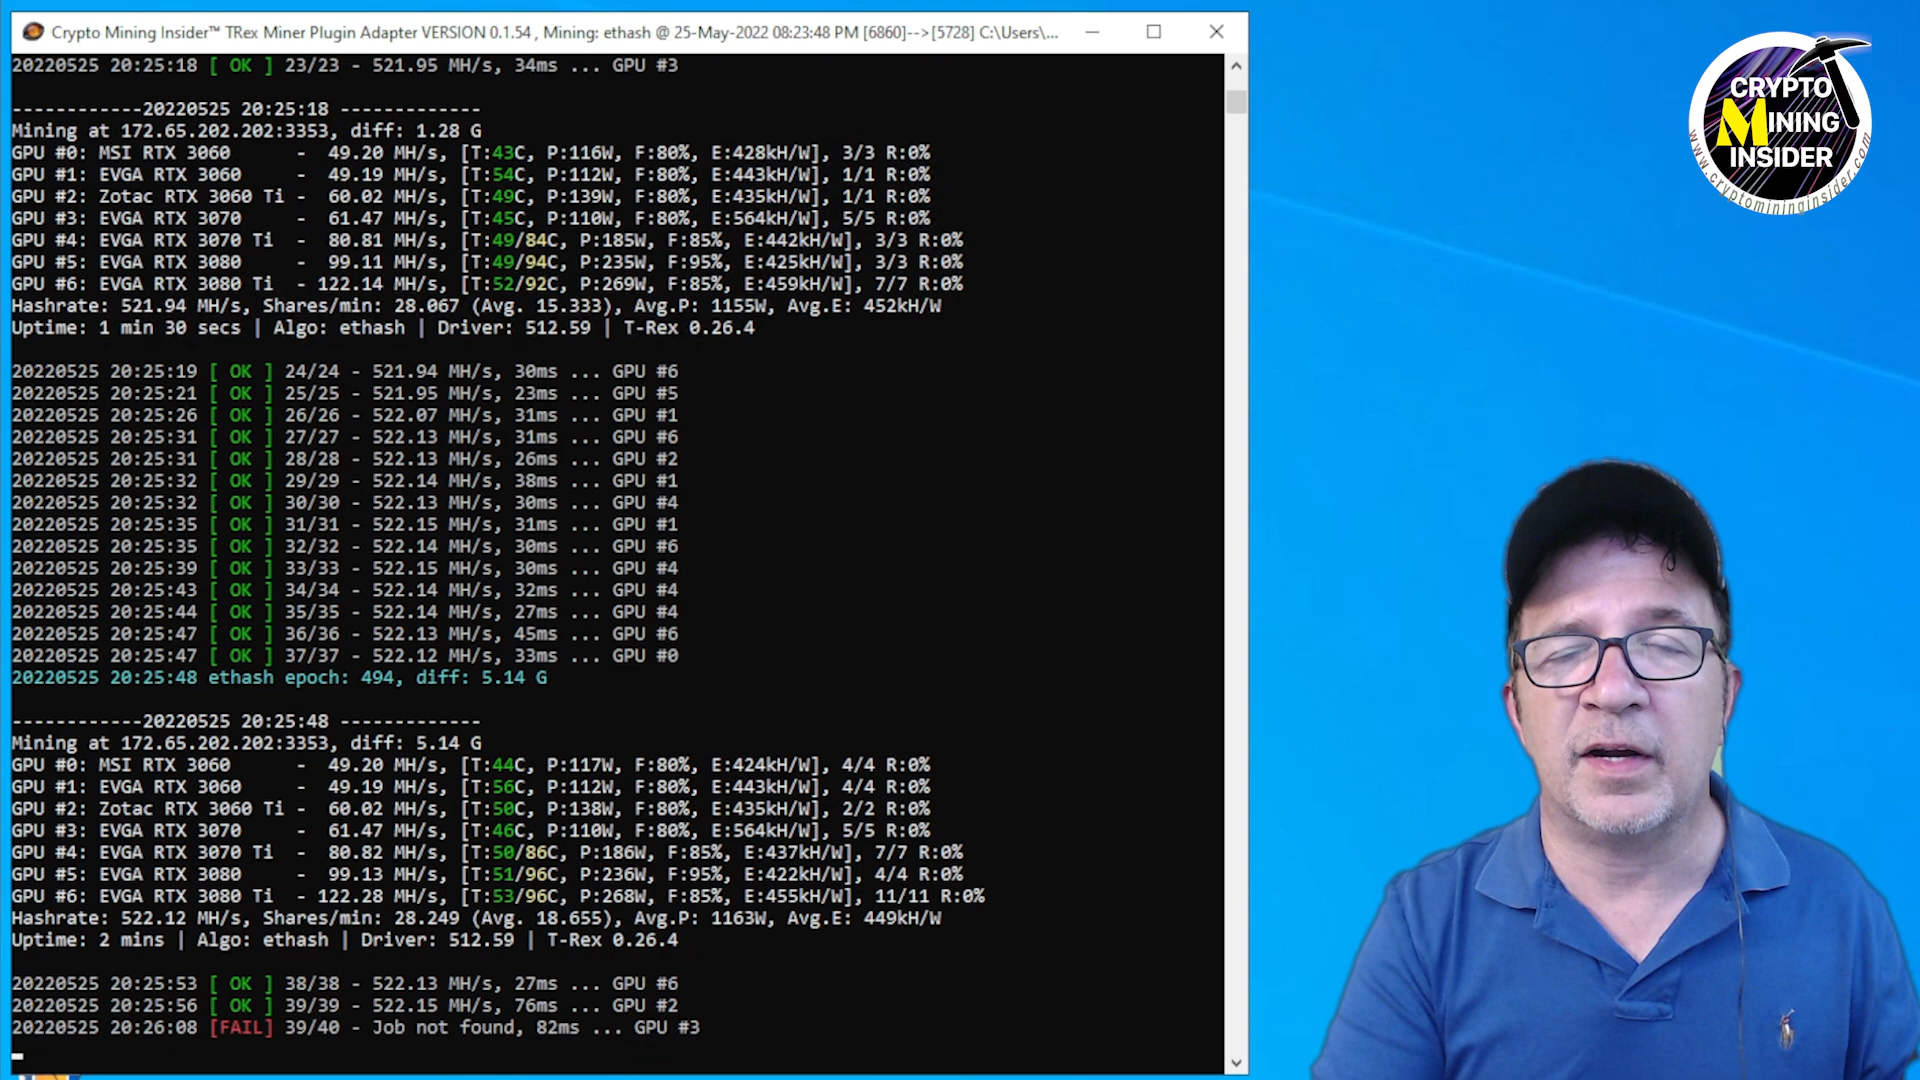 Crypto Mining Insider™ TRex Miner Plugin Adapter VERSION 0.1.54 , Mining: ethash @ 25-May-2022 08:23:48 PM [6860]-->[5728] C:\Users\...
20220525 20:25:18 [ OK ] 23/23 - 521.95 MH/s, 34ms ... GPU #3
------------20220525 20:25:18 -------------
Mining at 172.65.202.202:3353, diff: 1.28 G
GPU #0: MSI RTX 3060      -  49.20 MH/s, [T:43C, P:116W, F:80%, E:428kH/W], 3/3 R:0%
GPU #1: EVGA RTX 3060     -  49.19 MH/s, [T:54C, P:112W, F:80%, E:443kH/W], 1/1 R:0%
GPU #2: Zotac RTX 3060 Ti -  60.02 MH/s, [T:49C, P:139W, F:80%, E:435kH/W], 1/1 R:0%
GPU #3: EVGA RTX 3070     -  61.47 MH/s, [T:45C, P:110W, F:80%, E:564kH/W], 5/5 R:0%
GPU #4: EVGA RTX 3070 Ti  -  80.81 MH/s, [T:49/84C, P:185W, F:85%, E:442kH/W], 3/3 R:0%
GPU #5: EVGA RTX 3080     -  99.11 MH/s, [T:49/94C, P:235W, F:95%, E:425kH/W], 3/3 R:0%
GPU #6: EVGA RTX 3080 Ti  - 122.14 MH/s, [T:52/92C, P:269W, F:85%, E:459kH/W], 7/7 R:0%
Hashrate: 521.94 MH/s, Shares/min: 28.067 (Avg. 15.333), Avg.P: 1155W, Avg.E: 452kH/W
Uptime: 1 min 30 secs | Algo: ethash | Driver: 512.59 | T-Rex 0.26.4
20220525 20:25:19 [ OK ] 24/24 - 521.94 MH/s, 30ms ... GPU #6
20220525 20:25:21 [ OK ] 25/25 - 521.95 MH/s, 23ms ... GPU #5
20220525 20:25:26 [ OK ] 26/26 - 522.07 MH/s, 31ms ... GPU #1
20220525 20:25:31 [ OK ] 27/27 - 522.13 MH/s, 31ms ... GPU #6
20220525 20:25:31 [ OK ] 28/28 - 522.13 MH/s, 26ms ... GPU #2
20220525 20:25:32 [ OK ] 29/29 - 522.14 MH/s, 38ms ... GPU #1
20220525 20:25:32 [ OK ] 30/30 - 522.13 MH/s, 30ms ... GPU #4
20220525 20:25:35 [ OK ] 31/31 - 522.15 MH/s, 31ms ... GPU #1
20220525 20:25:35 [ OK ] 32/32 - 522.14 MH/s, 30ms ... GPU #6
20220525 20:25:39 [ OK ] 33/33 - 522.15 MH/s, 30ms ... GPU #4
20220525 20:25:43 [ OK ] 34/34 - 522.14 MH/s, 32ms ... GPU #4
20220525 20:25:44 [ OK ] 35/35 - 522.14 MH/s, 27ms ... GPU #4
20220525 20:25:47 [ OK ] 36/36 - 522.13 MH/s, 45ms ... GPU #6
20220525 20:25:47 [ OK ] 37/37 - 522.12 MH/s, 33ms ... GPU #0
20220525 20:25:48 ethash epoch: 494, diff: 5.14 G
------------20220525 20:25:48 -------------
Mining at 172.65.202.202:3353, diff: 5.14 G
GPU #0: MSI RTX 3060      -  49.20 MH/s, [T:44C, P:117W, F:80%, E:424kH/W], 4/4 R:0%
GPU #1: EVGA RTX 3060     -  49.19 MH/s, [T:56C, P:112W, F:80%, E:443kH/W], 4/4 R:0%
GPU #2: Zotac RTX 3060 Ti -  60.02 MH/s, [T:50C, P:138W, F:80%, E:435kH/W], 2/2 R:0%
GPU #3: EVGA RTX 3070     -  61.47 MH/s, [T:46C, P:110W, F:80%, E:564kH/W], 5/5 R:0%
GPU #4: EVGA RTX 3070 Ti  -  80.82 MH/s, [T:50/86C, P:186W, F:85%, E:437kH/W], 7/7 R:0%
GPU #5: EVGA RTX 3080     -  99.13 MH/s, [T:51/96C, P:236W, F:95%, E:422kH/W], 4/4 R:0%
GPU #6: EVGA RTX 3080 Ti  - 122.28 MH/s, [T:53/96C, P:268W, F:85%, E:455kH/W], 11/11 R:0%
Hashrate: 522.12 MH/s, Shares/min: 28.249 (Avg. 18.655), Avg.P: 1163W, Avg.E: 449kH/W
Uptime: 2 mins | Algo: ethash | Driver: 512.59 | T-Rex 0.26.4
20220525 20:25:53 [ OK ] 38/38 - 522.13 MH/s, 27ms ... GPU #6
20220525 20:25:56 [ OK ] 39/39 - 522.15 MH/s, 76ms ... GPU #2
20220525 20:26:08 [FAIL] 39/40 - Job not found, 82ms ... GPU #3
CRYPTO
MINING
INSIDER
www.cryptomininginsider.com